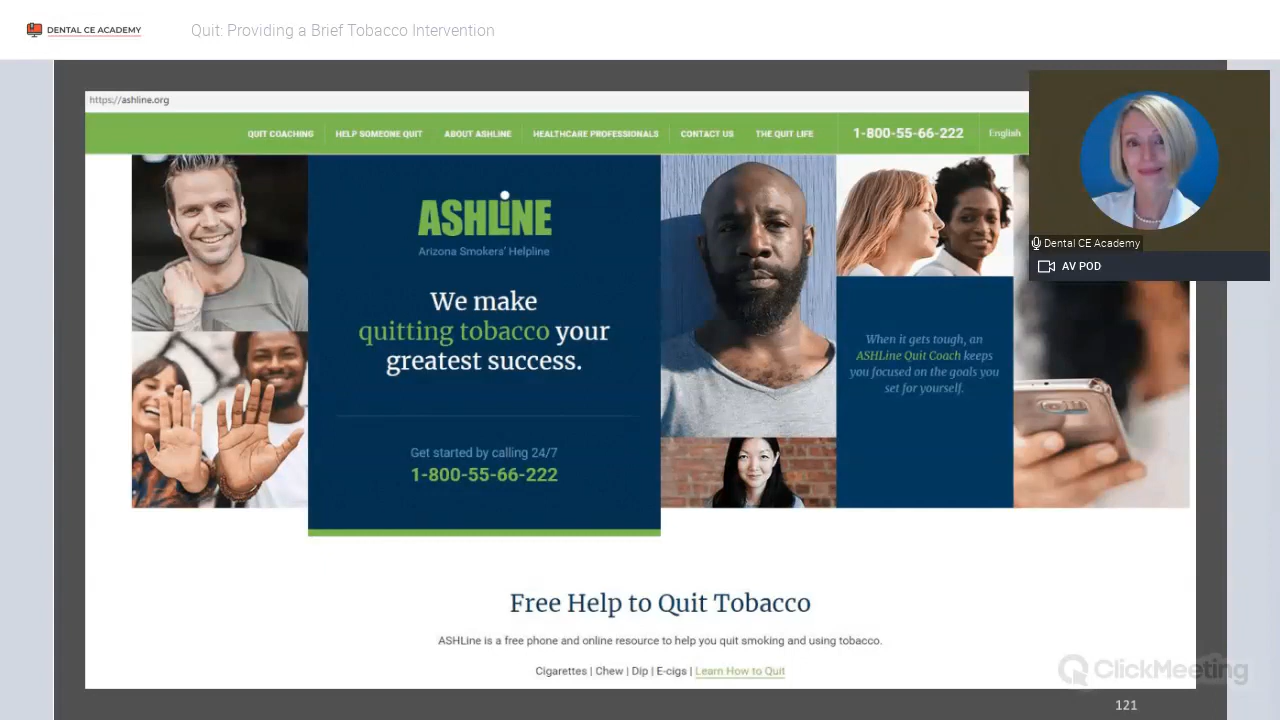 DENTAL CE ACADEMY
Quit: Providing a Brief Tobacco Intervention
https://ashline.org
QUIT COACHING
HELP SOMEONE QUIT
ABOUT ASHLINE
HEALTHCARE PROFESSIONALS
CONTACT US
THE QUIT LIFE
1-800-55-66-222
English
Dental CE Academy
AV POD
ASHLINE
Arizona Smokers' Helpline
We make
quitting tobacco your
greatest success.
Get started by calling 24/7
1-800-55-66-222
When it gets tough, an
ASHLine Quit Coach keeps
you focused on the goals you
set for yourself.
Free Help to Quit Tobacco
ASHLine is a free phone and online resource to help you quit smoking and using tobacco.
Cigarettes | Chew | Dip | E-cigs | Learn How to Quit
ClickMeeting
121